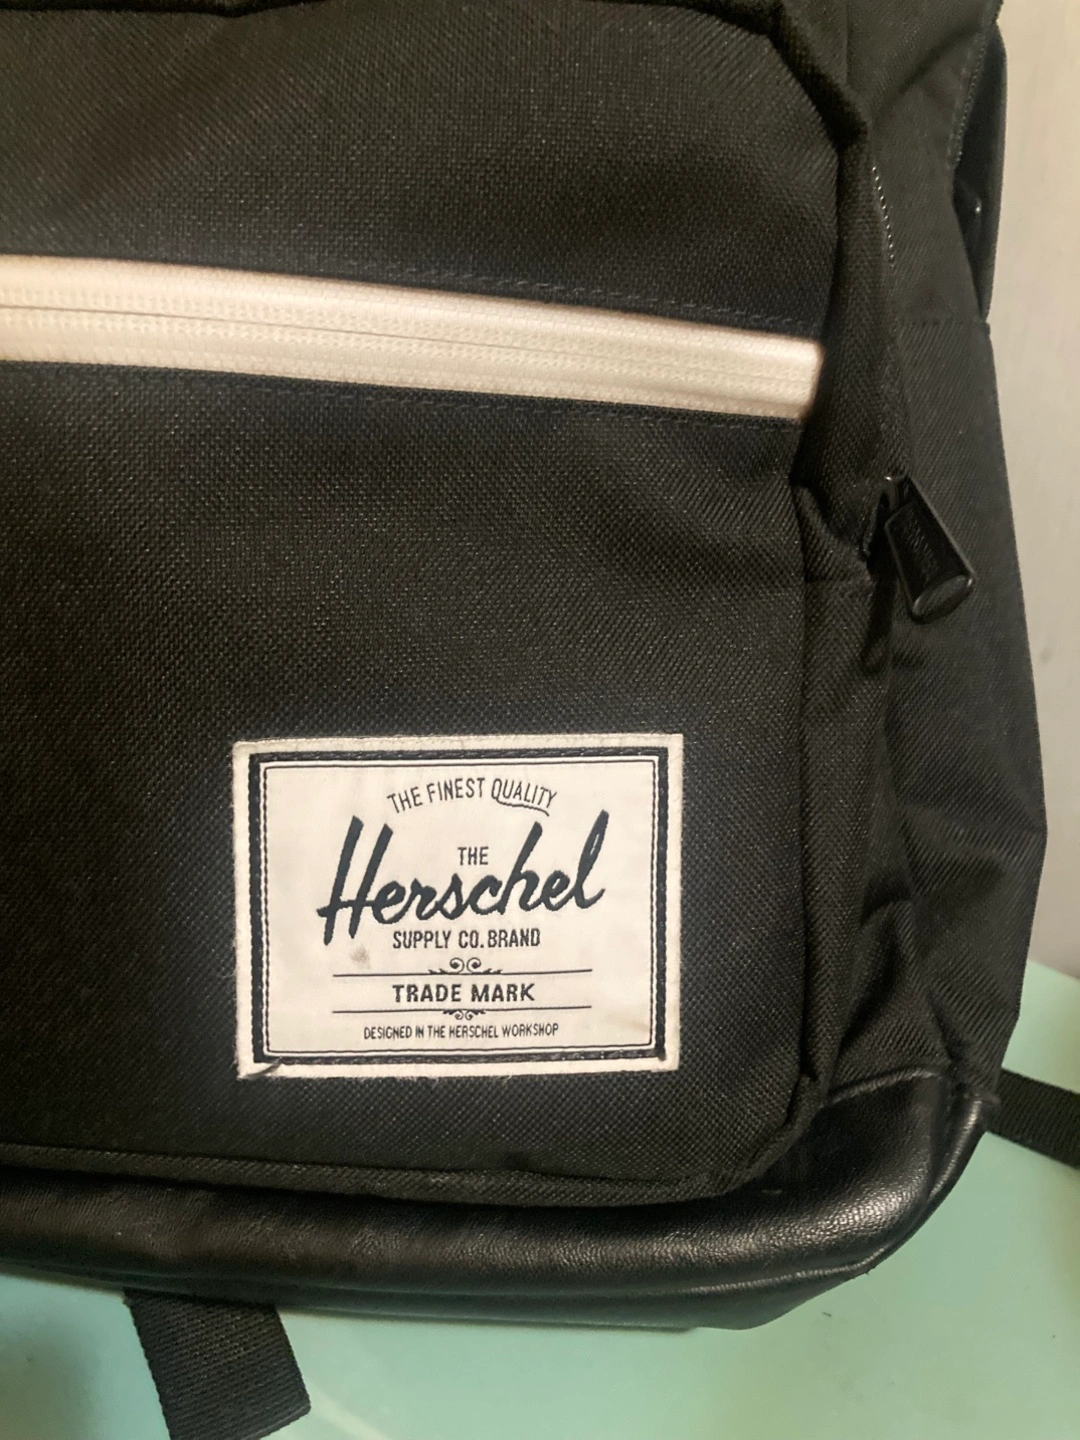 THE FINEST QUALITY
THE
Herschel
SUPPLY CO. BRAND
TRADE MARK
DESIGNED IN THE HERSCHEL WORKSHOP